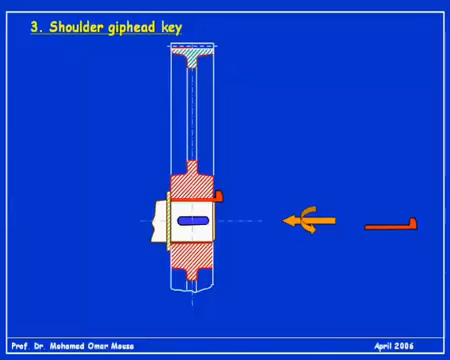 3. Shoulder giphead key
Prof. Dr. Mohamed Omar Mousa
April 2006